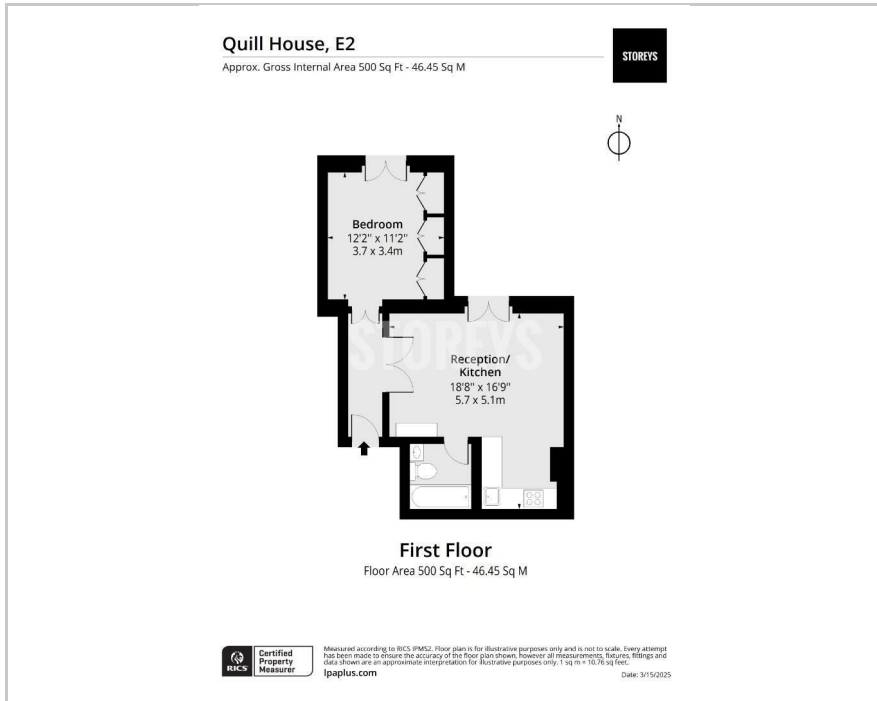 Quill House, E2
Approx. Gross Internal Area 500 Sq Ft - 46.45 Sq M
STOREYS
N
Bedroom
12'2" x 11'2"
3.7 x 3.4m
STOREYS
Reception/
Kitchen
18'8" x 16'9"
5.7 x 5.1m
First Floor
Floor Area 500 Sq Ft - 46.45 Sq M
RICS
Certified
Property
Measurer
Measured according to RICS IPMS2. Floor plan is for illustrative purposes only and is not to scale. Every attempt
has been made to ensure the accuracy of the floor plan shown, however all measurements, fixtures, fittings and
data shown are an approximate interpretation for illustrative purposes only. 1 sq m = 10.76 sq feet.
lpaplus.com
Date: 3/15/2025